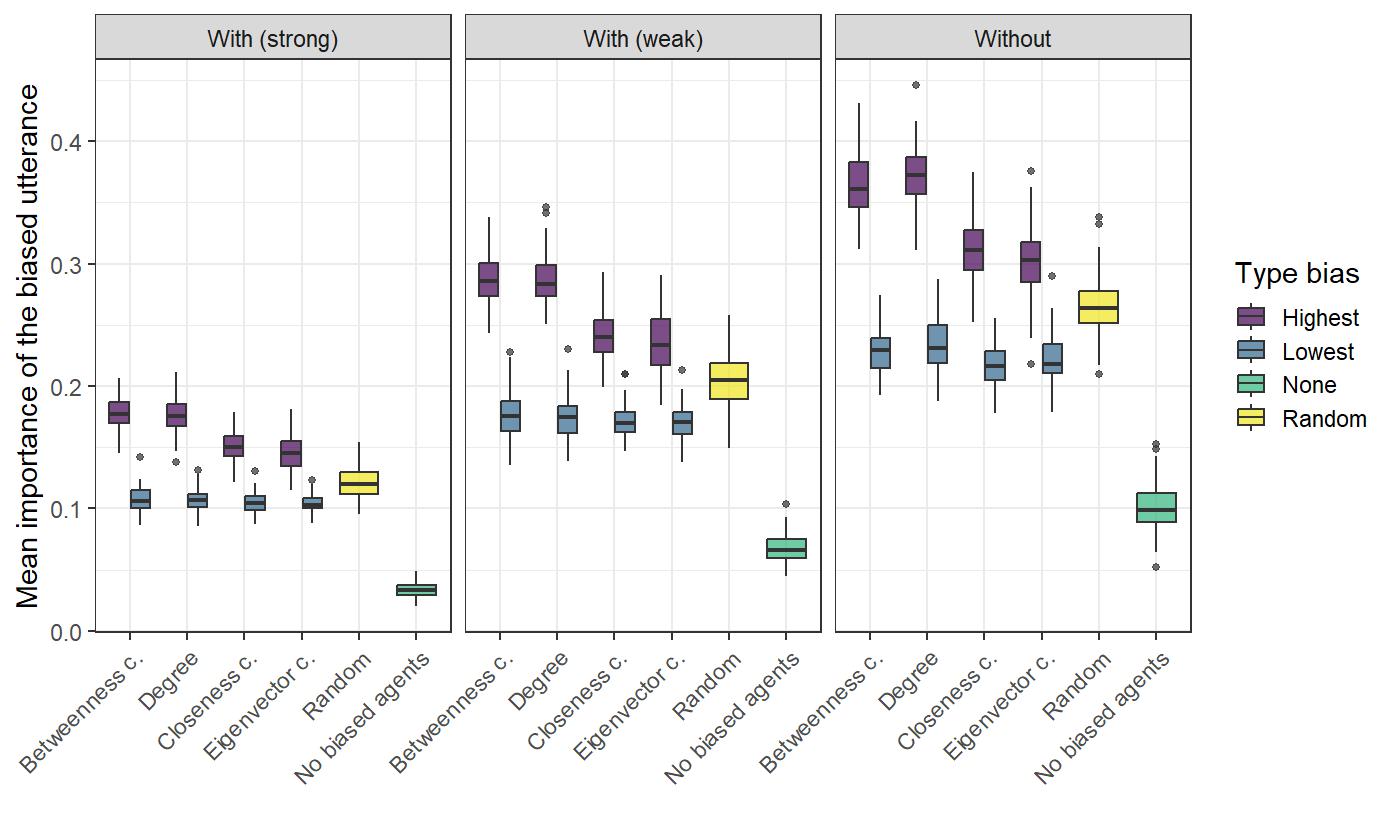 With (strong)
With (weak)
Without
Mean importance of the biased utterance
0.4
0.3
0.2
0.1
0.0
Betweenness c.
Degree
Closeness c.
Eigenvector c.
Random
No biased agents
Betweenness c.
Degree
Closeness c.
Eigenvector c.
Random
No biased agents
Betweenness c.
Degree
Closeness c.
Eigenvector c.
Random
No biased agents
Type bias
Highest
Lowest
None
Random